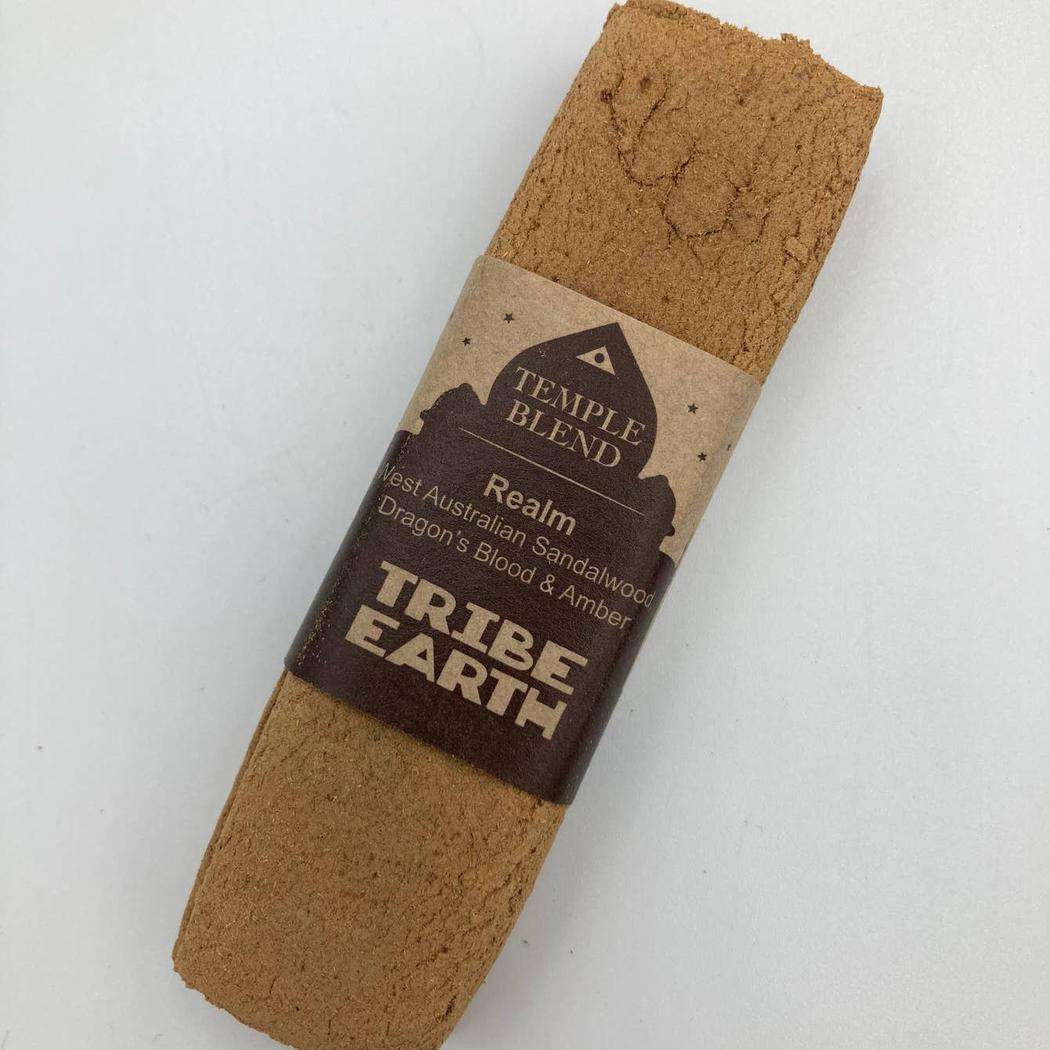 TEMPLE
BLEND
Realm
West Australian Sandalwood
Dragon's Blood & Amber
TRIBE
EARTH